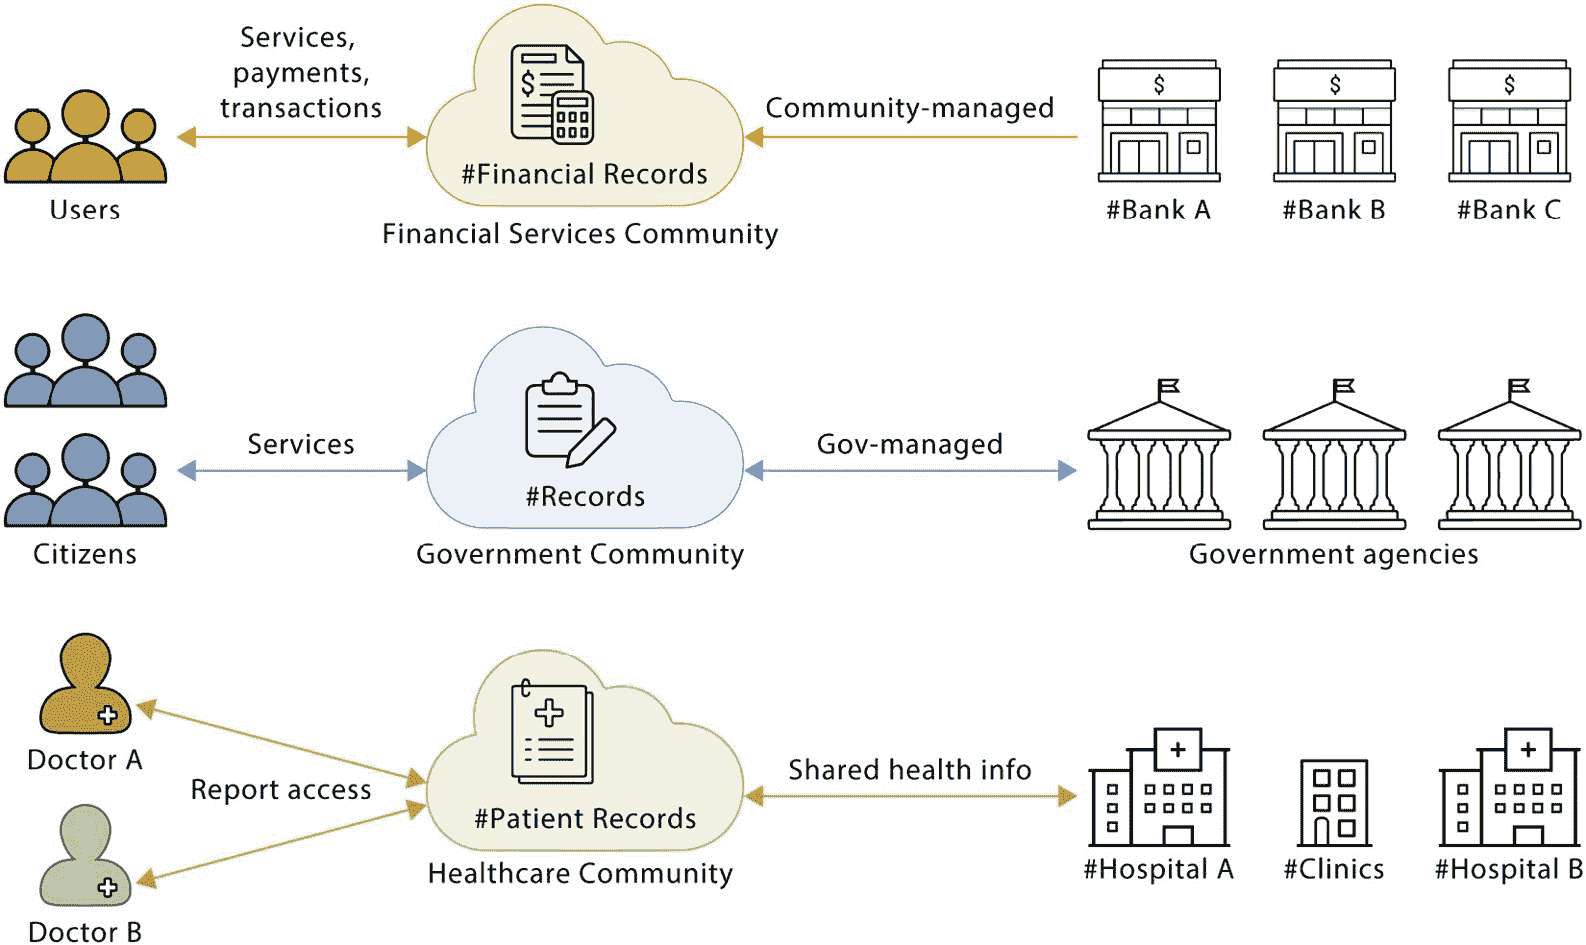 Services,
payments,
transactions
Community-managed
$
$
$
$
#Financial Records
Users
#Bank A
#Bank B
#Bank C
Financial Services Community
Services
Gov-managed
#Records
Citizens
Government Community
Government agencies
Doctor A
Report access
Shared health info
#Patient Records
Healthcare Community
#Hospital A
#Clinics
#Hospital B
Doctor B